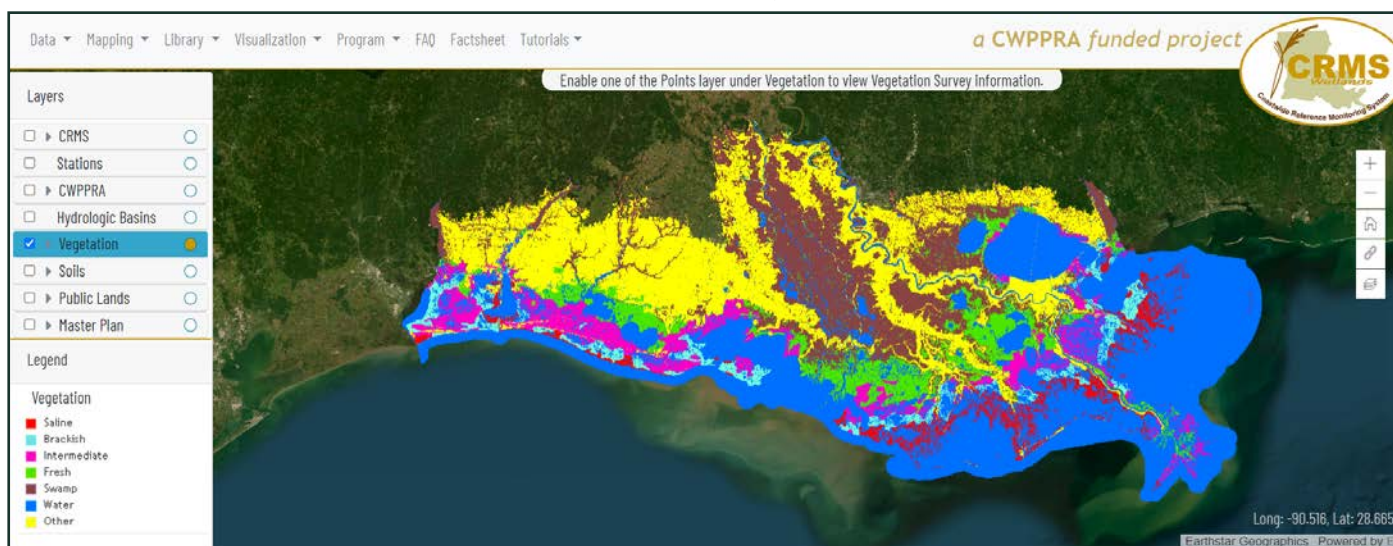 Data Mapping Library Visualization Program FAQ Factsheet Tutorials
a CWPPRA funded project
CRMS
Wetlands
Coastwide Reference Monitoring System
Enable one of the Points layer under Vegetation to view Vegetation Survey information.
Layers
CRMS
Stations
CWPPRA
Hydrologic Basins
Vegetation
Soils
Public Lands
Master Plan
Legend
Vegetation
Saline
Brackish
Intermediate
Fresh
Swamp
Water
Other
+
−
Long: -90.516, Lat: 28.665
Earthstar Geographics Powered by E